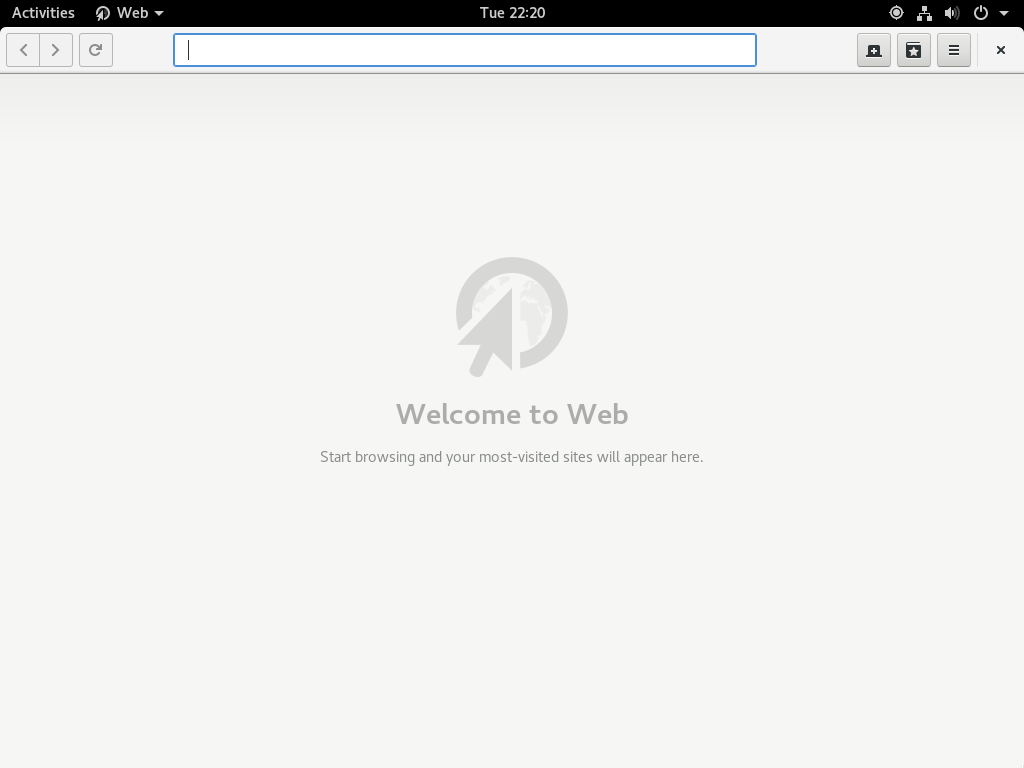 Activities Web Tue 22:20
Welcome to Web
Start browsing and your most-visited sites will appear here.